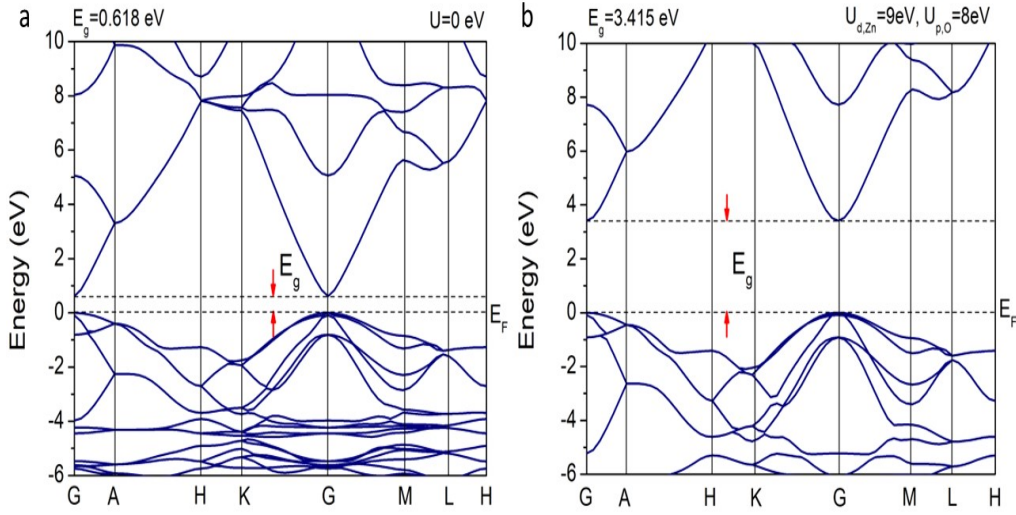 a
E_g=0.618 eV
U=0 eV
10
8
6
4
2
0
-2
-4
-6
Energy (eV)
E_g
E_F
G A H K G M L H
b
E_g=3.415 eV
U_d,Zn=9eV, U_p,O=8eV
10
8
6
4
2
0
-2
-4
-6
Energy (eV)
E_g
E_F
G A H K G M L H